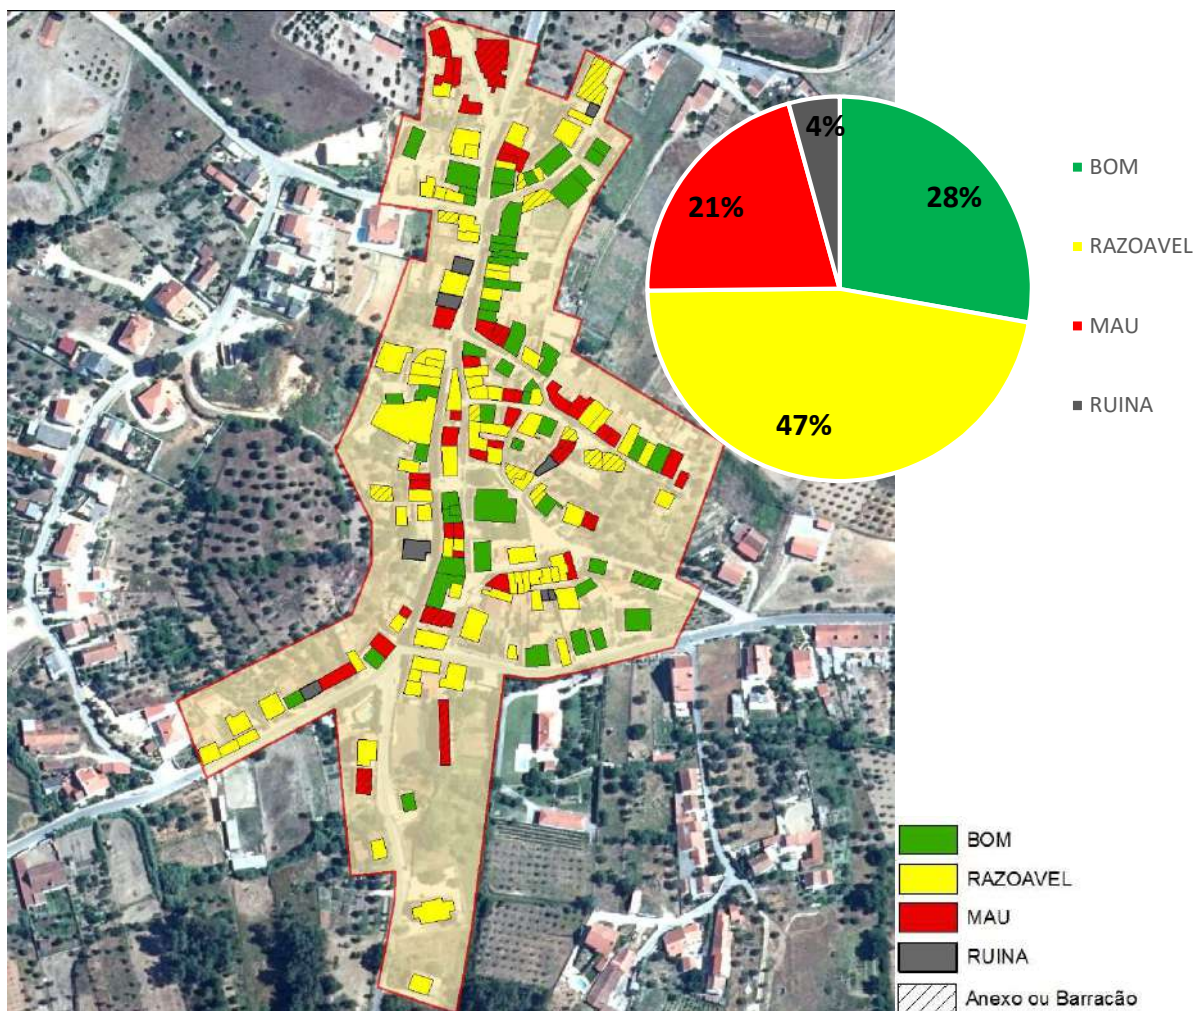 4%
28%
21%
47%
BOM
RAZOAVEL
MAU
RUINA
BOM
RAZOAVEL
MAU
RUINA
Anexo ou Barracão